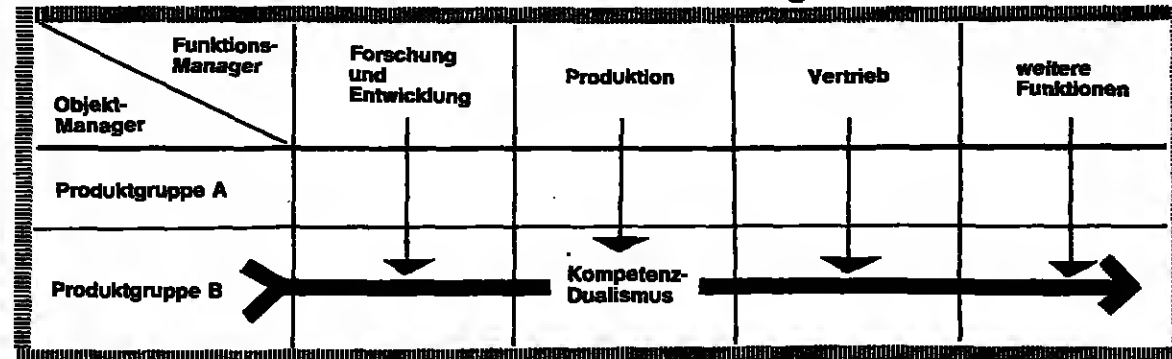 Funktions-
Manager
Objekt-
Manager
Forschung
und
Entwicklung
Produktion
Vertrieb
weitere
Funktionen
Produktgruppe A
Produktgruppe B
Kompetenz-
Dualismus